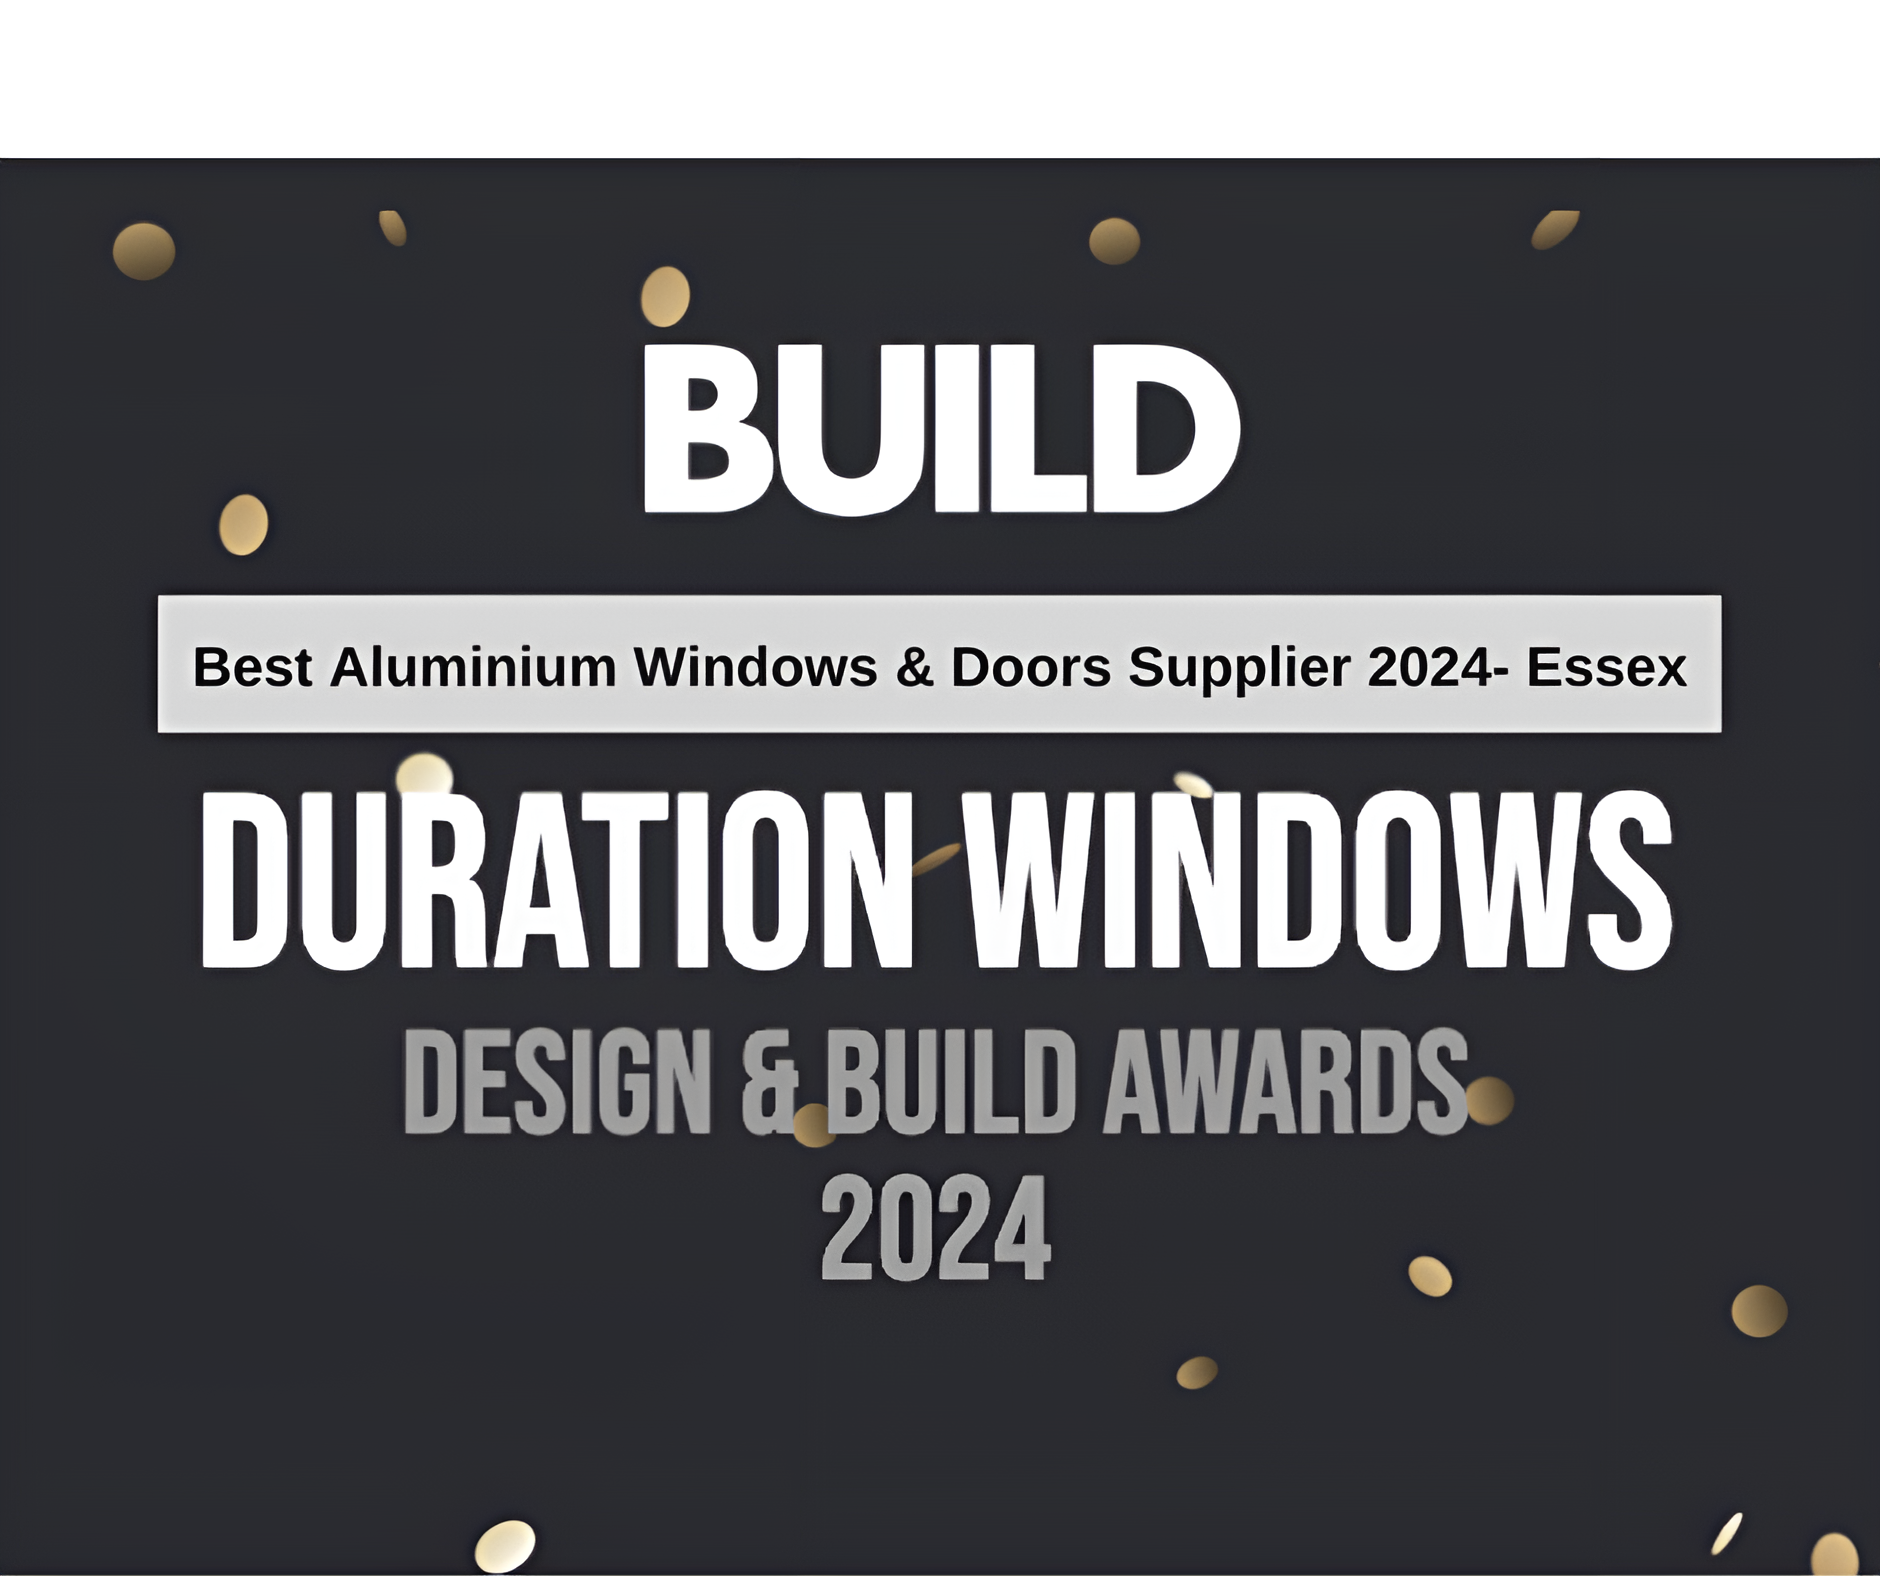 BUILD
Best Aluminium Windows & Doors Supplier 2024- Essex
DURATION WINDOWS
DESIGN & BUILD AWARDS
2024